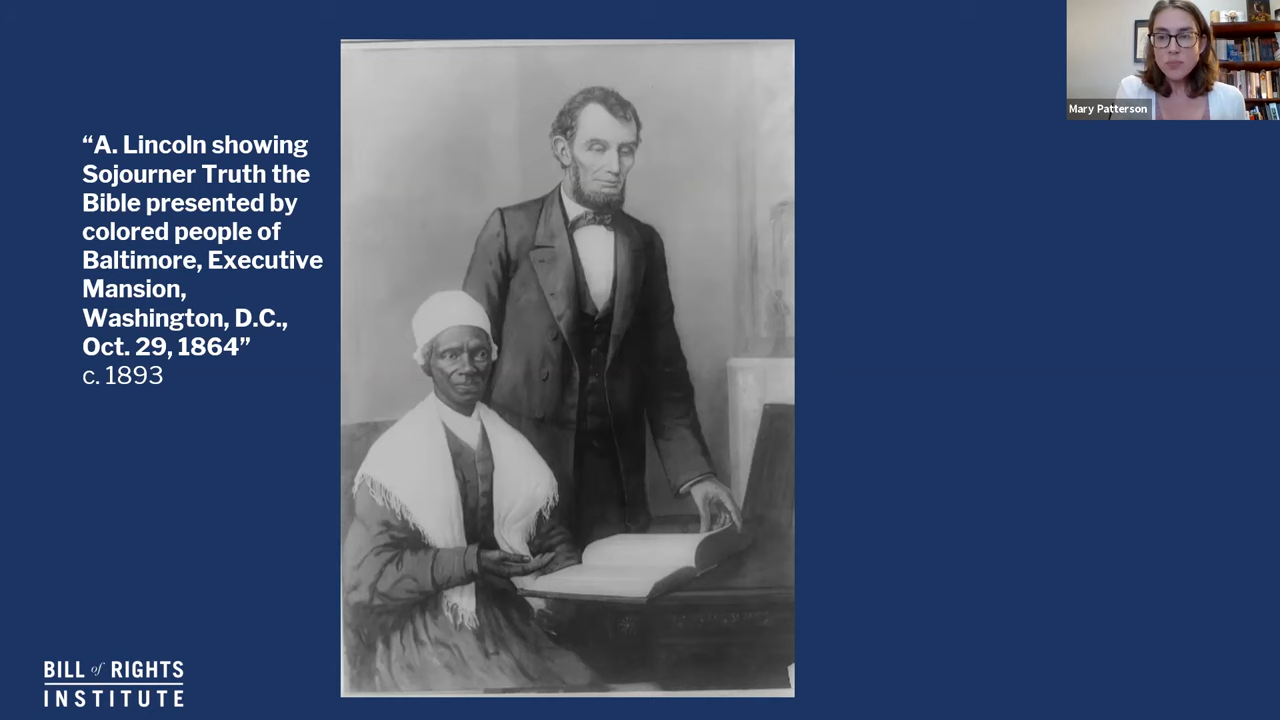 “A. Lincoln showing
Sojourner Truth the
Bible presented by
colored people of
Baltimore, Executive
Mansion,
Washington, D.C.,
Oct. 29, 1864”
c. 1893
Mary Patterson
BILL of RIGHTS
INSTITUTE